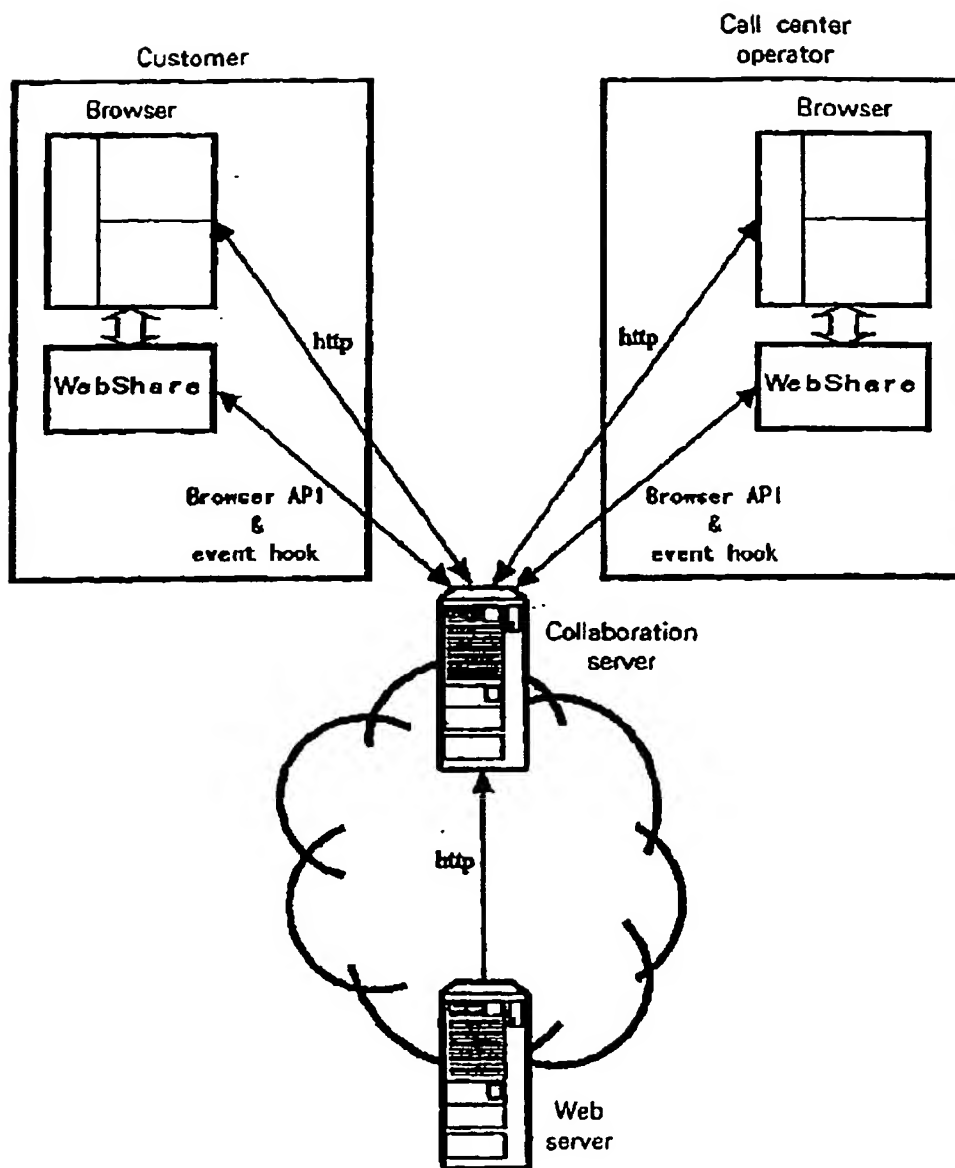 Customer
Call center
operator
Browser
Browser
http
http
WebShare
WebShare
Browser API
&
event hook
Browser API
&
event hook
Collaboration
server
http
Web
server